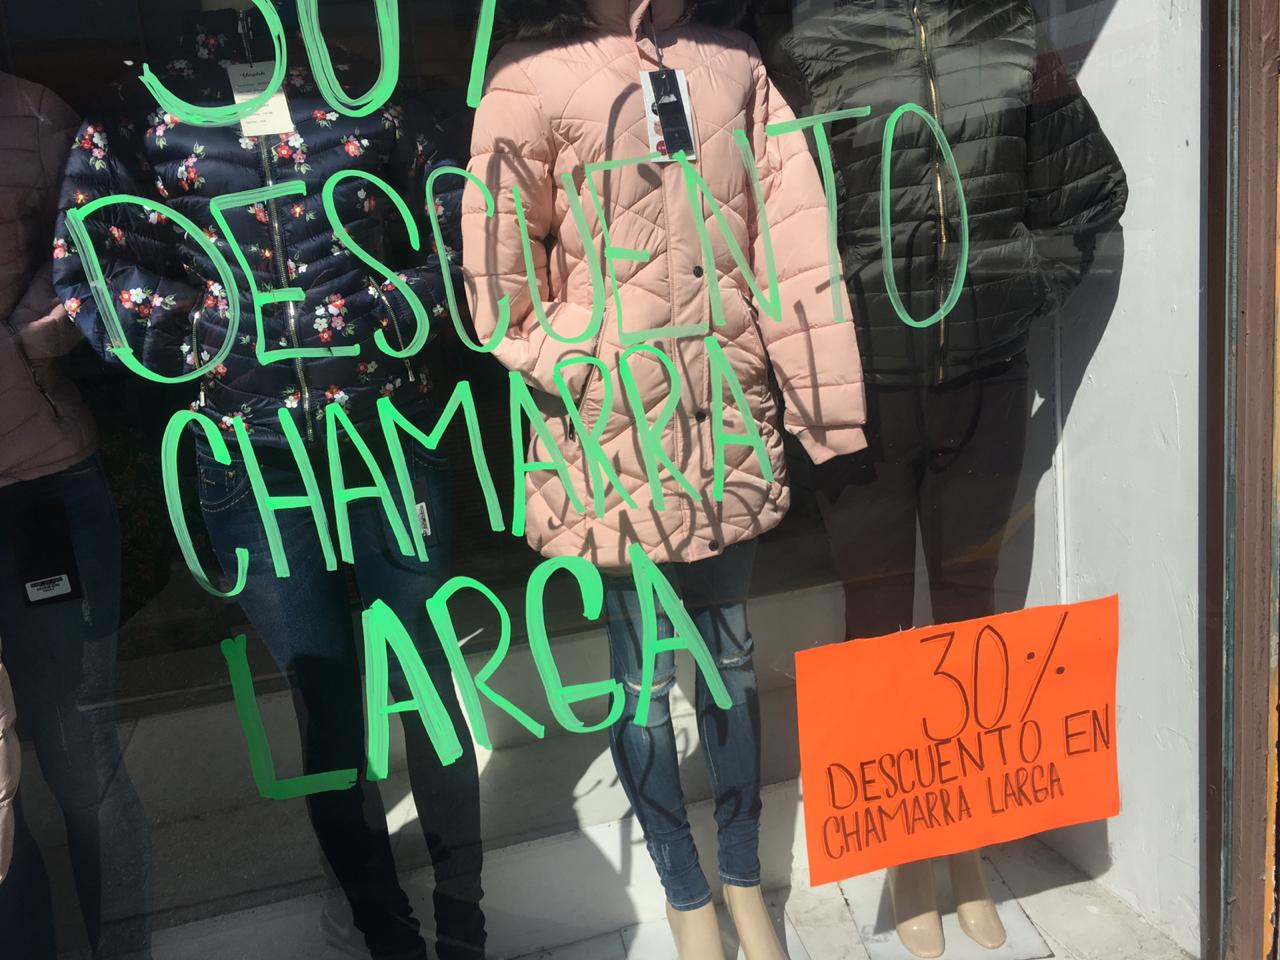 30%
DESCUENTO
CHAMARRA
LARGA
30%
DESCUENTO EN
CHAMARRA LARGA